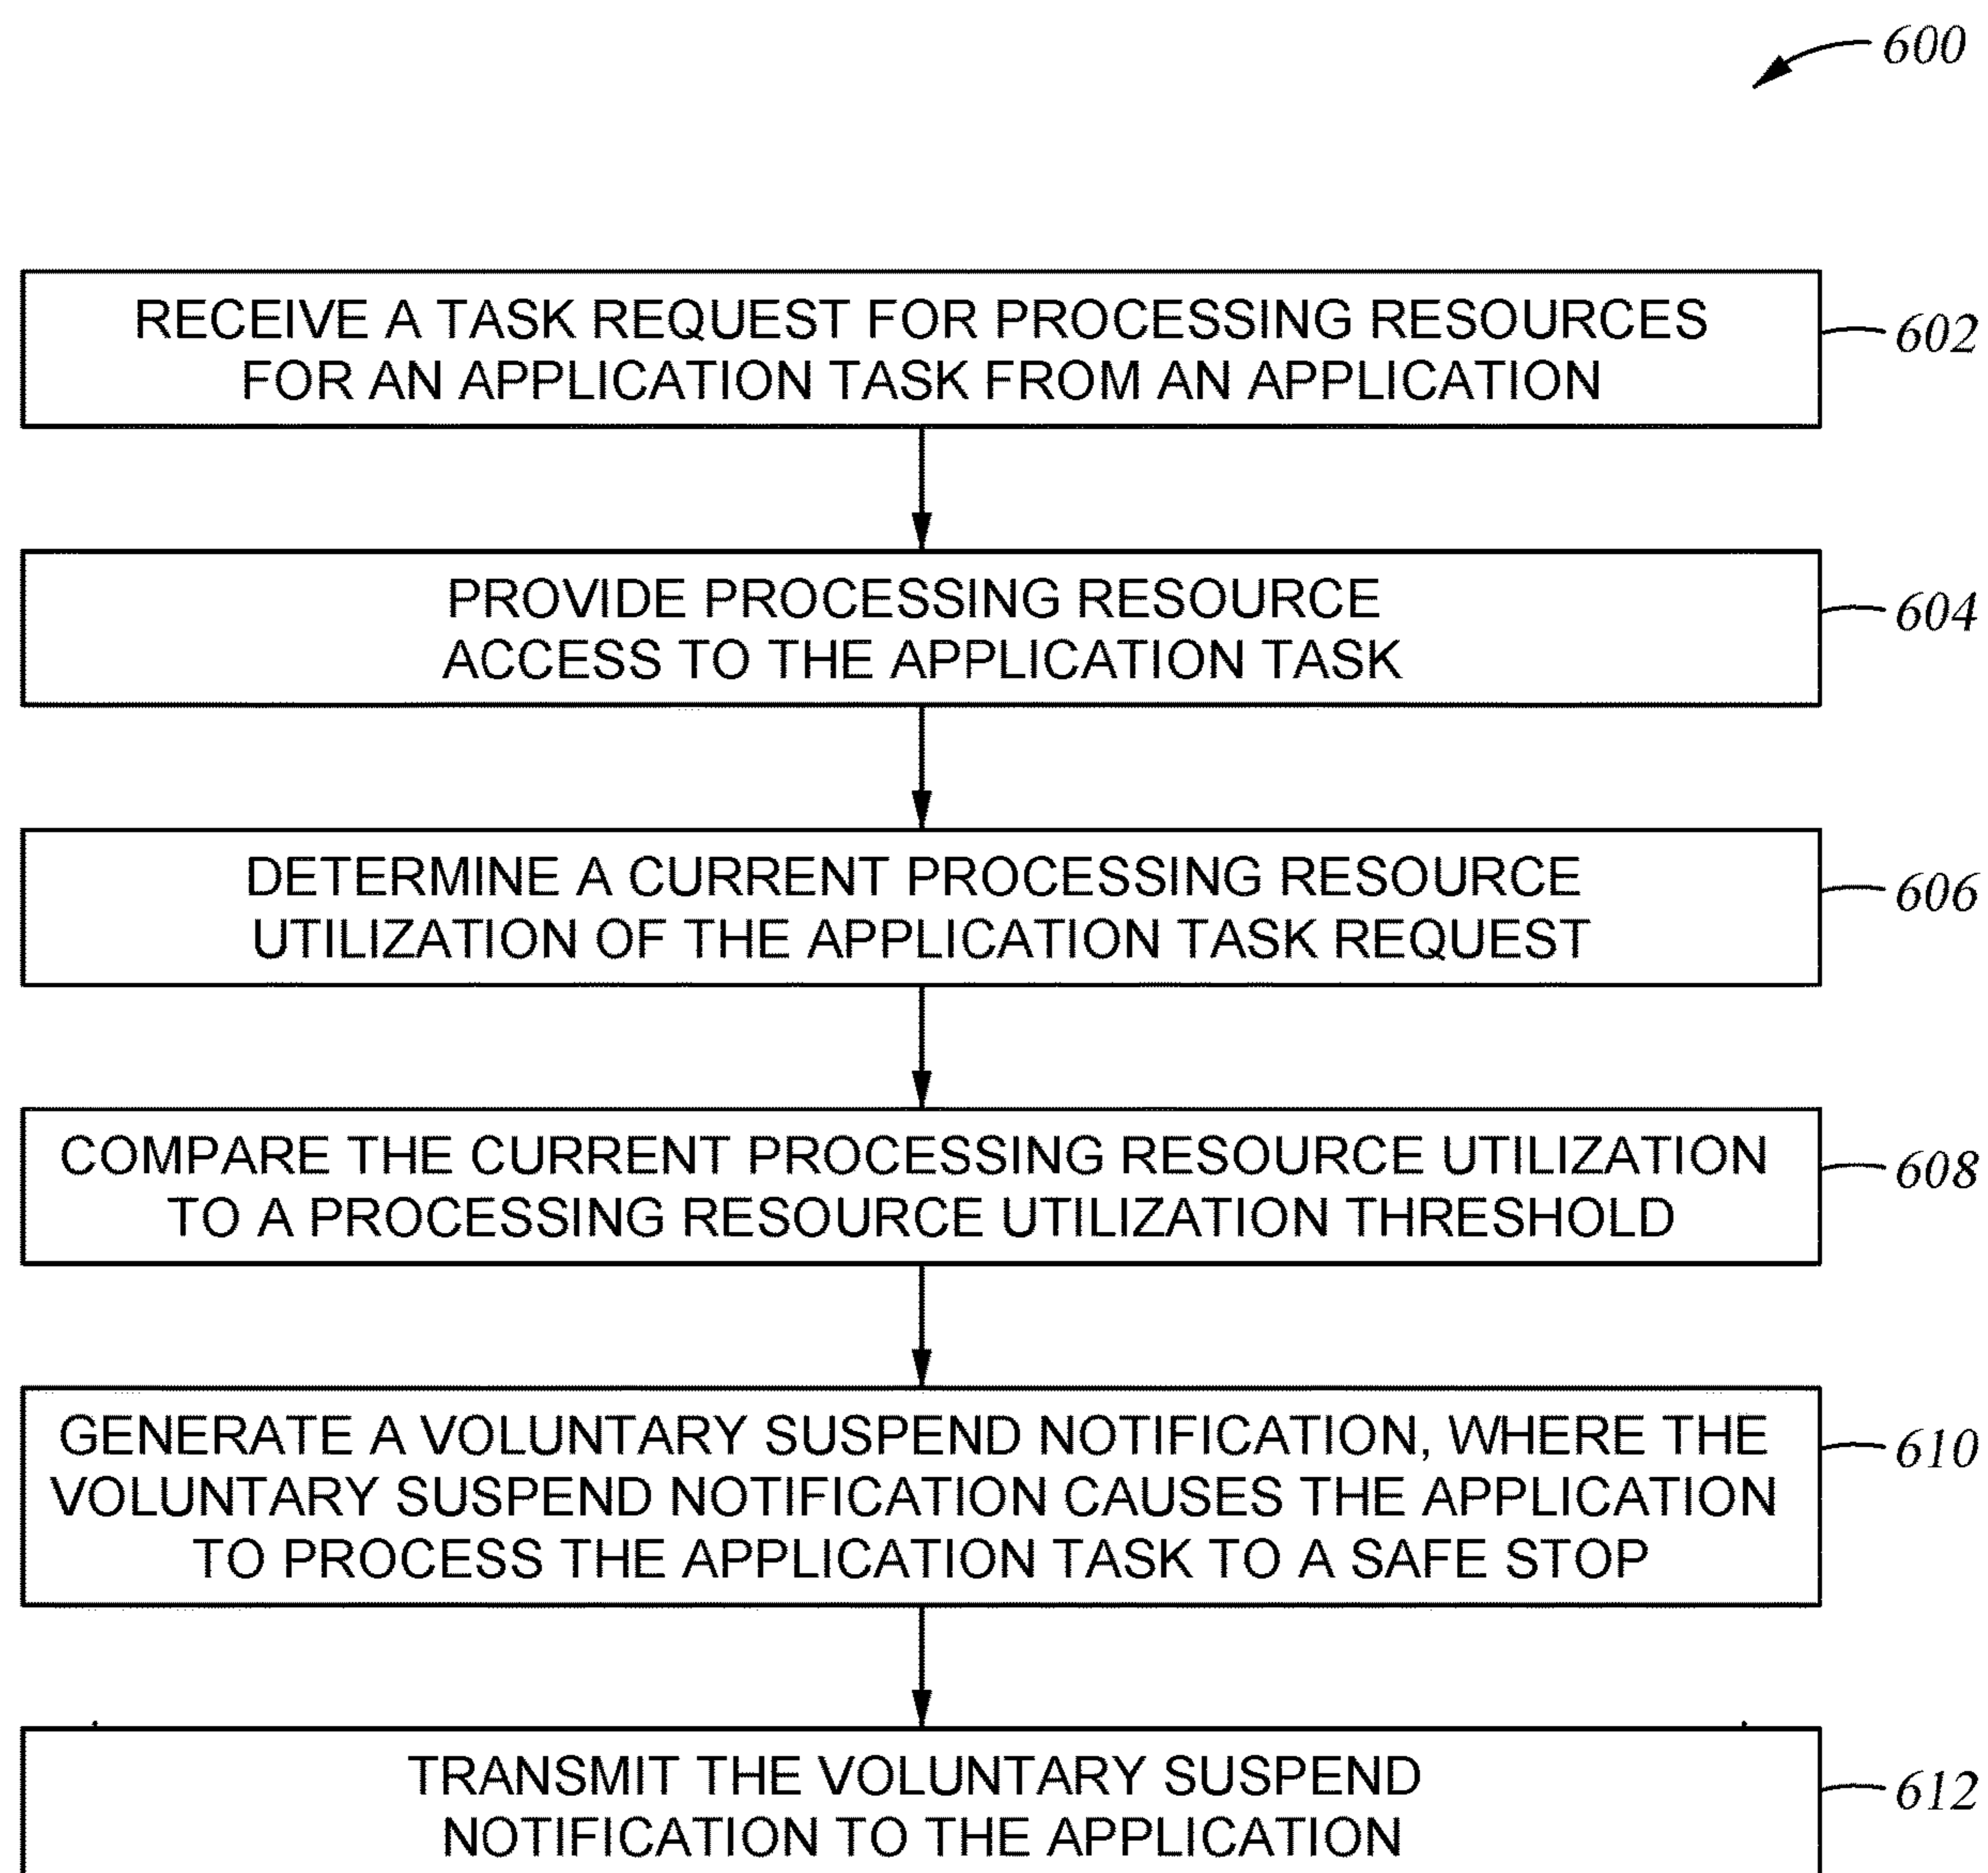 600
RECEIVE A TASK REQUEST FOR PROCESSING RESOURCES
FOR AN APPLICATION TASK FROM AN APPLICATION
602
PROVIDE PROCESSING RESOURCE
ACCESS TO THE APPLICATION TASK
604
DETERMINE A CURRENT PROCESSING RESOURCE
UTILIZATION OF THE APPLICATION TASK REQUEST
606
COMPARE THE CURRENT PROCESSING RESOURCE UTILIZATION
TO A PROCESSING RESOURCE UTILIZATION THRESHOLD
608
GENERATE A VOLUNTARY SUSPEND NOTIFICATION, WHERE THE
VOLUNTARY SUSPEND NOTIFICATION CAUSES THE APPLICATION
TO PROCESS THE APPLICATION TASK TO A SAFE STOP
610
TRANSMIT THE VOLUNTARY SUSPEND
NOTIFICATION TO THE APPLICATION
612